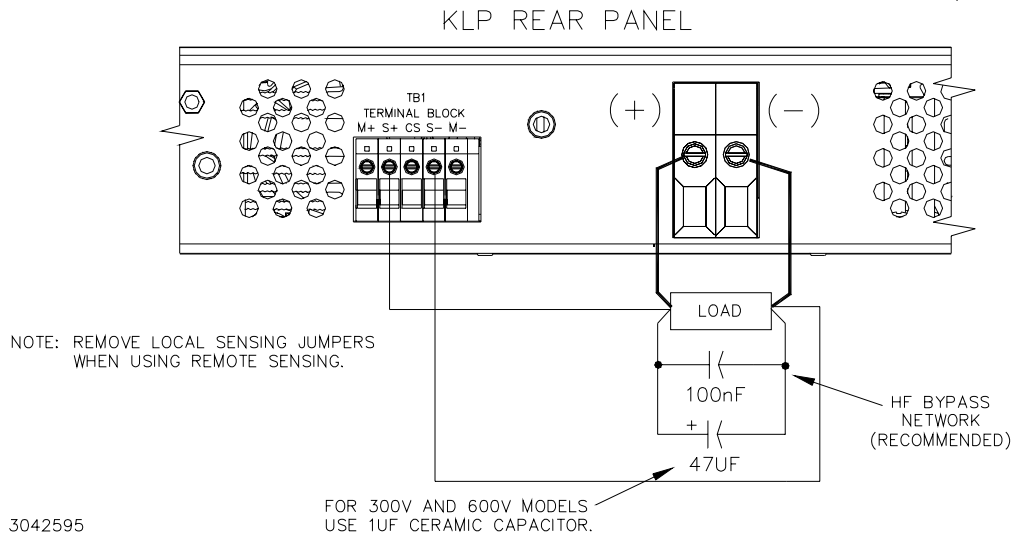 KLP REAR PANEL
TB1
TERMINAL BLOCK
M+ S+ CS S- M-
(+) (-)
LOAD
NOTE: REMOVE LOCAL SENSING JUMPERS
WHEN USING REMOTE SENSING.
100nF
HF BYPASS
NETWORK
(RECOMMENDED)
+
47UF
FOR 300V AND 600V MODELS
USE 1UF CERAMIC CAPACITOR.
3042595